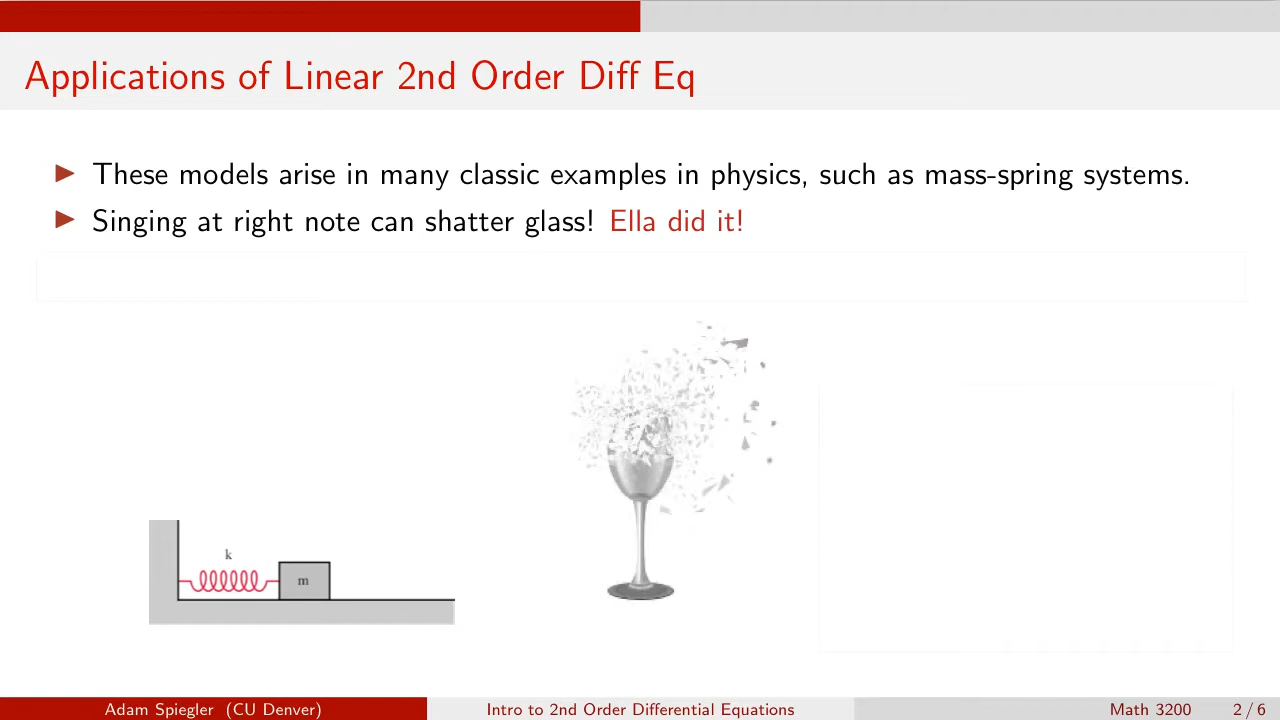 Applications of Linear 2nd Order Diff Eq
These models arise in many classic examples in physics, such as mass-spring systems.
Singing at right note can shatter glass! Ella did it!
k
m
Adam Spiegler (CU Denver)
Intro to 2nd Order Differential Equations
Math 3200
2 / 6